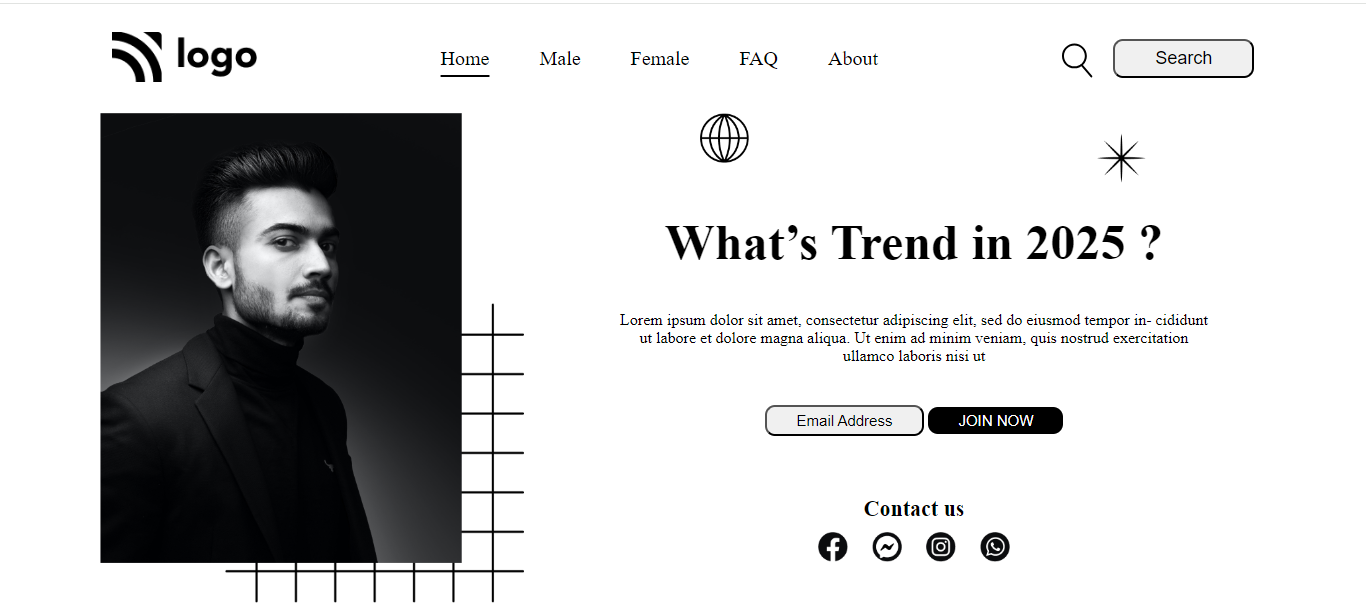 logo
Home Male Female FAQ About
Search
What’s Trend in 2025 ?
Lorem ipsum dolor sit amet, consectetur adipiscing elit, sed do eiusmod tempor in- cididunt
ut labore et dolore magna aliqua. Ut enim ad minim veniam, quis nostrud exercitation
ullamco laboris nisi ut
Email Address JOIN NOW
Contact us